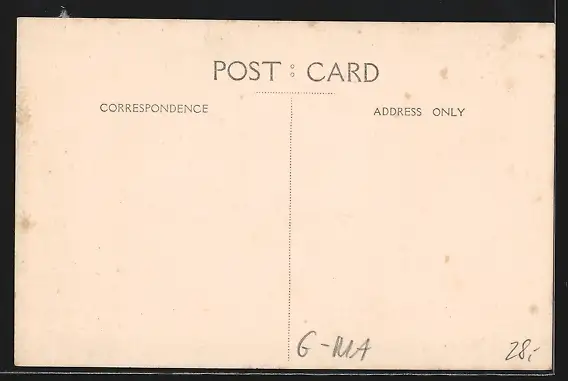 POST : CARD
CORRESPONDENCE
ADDRESS ONLY
G-MA
28,-